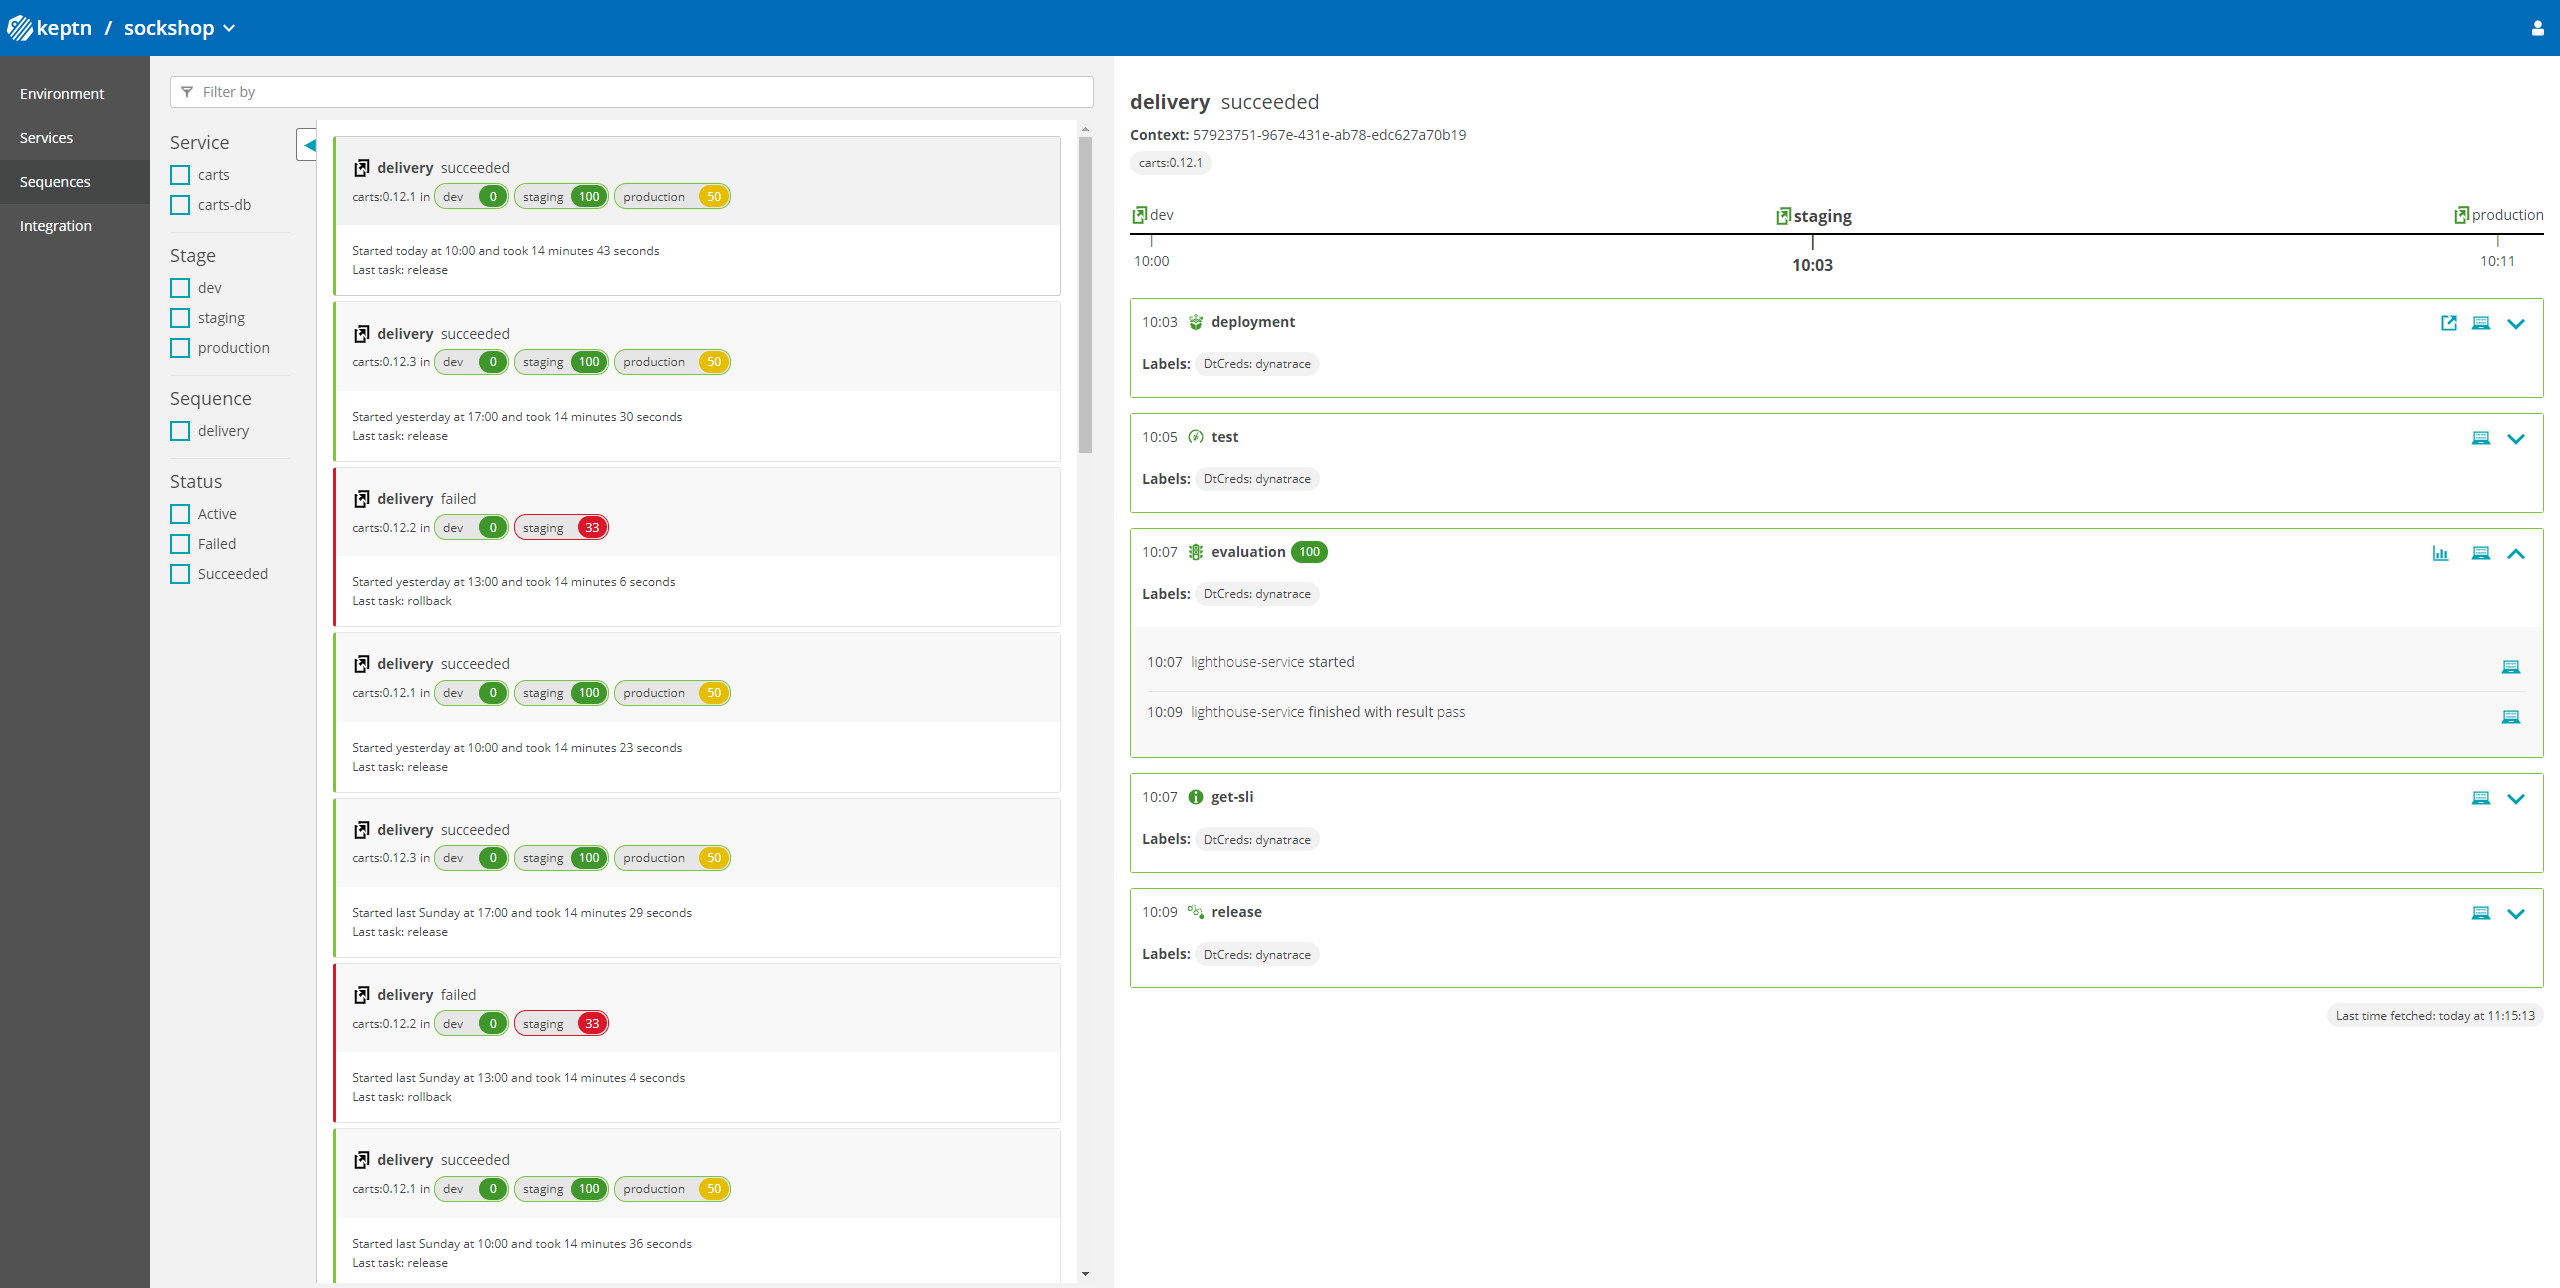 keptn / sockshop
Environment
Services
Sequences
Integration
Filter by
Service
carts
carts-db
Stage
dev
staging
production
Sequence
delivery
Status
Active
Failed
Succeeded
delivery succeeded
carts:0.12.1 in dev 0 staging 100 production 50
Started today at 10:00 and took 14 minutes 43 seconds
Last task: release
delivery succeeded
carts:0.12.3 in dev 0 staging 100 production 50
Started yesterday at 17:00 and took 14 minutes 30 seconds
Last task: release
delivery failed
carts:0.12.2 in dev 0 staging 33
Started yesterday at 13:00 and took 14 minutes 6 seconds
Last task: rollback
delivery succeeded
carts:0.12.1 in dev 0 staging 100 production 50
Started yesterday at 10:00 and took 14 minutes 23 seconds
Last task: release
delivery succeeded
carts:0.12.3 in dev 0 staging 100 production 50
Started last Sunday at 17:00 and took 14 minutes 29 seconds
Last task: release
delivery failed
carts:0.12.2 in dev 0 staging 33
Started last Sunday at 13:00 and took 14 minutes 4 seconds
Last task: rollback
delivery succeeded
carts:0.12.1 in dev 0 staging 100 production 50
Started last Sunday at 10:00 and took 14 minutes 36 seconds
Last task: release
delivery succeeded
Context: 57923751-967e-431e-ab78-edc627a70b19
carts:0.12.1
dev staging production
10:00 10:03 10:11
10:03 deployment
Labels: DtCreds: dynatrace
10:05 test
Labels: DtCreds: dynatrace
10:07 evaluation 100
Labels: DtCreds: dynatrace
10:07 lighthouse-service started
10:09 lighthouse-service finished with result pass
10:07 get-sli
Labels: DtCreds: dynatrace
10:09 release
Labels: DtCreds: dynatrace
Last time fetched: today at 11:15:13